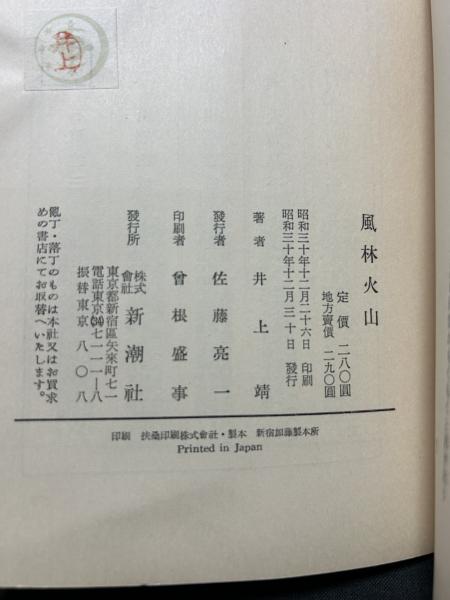 井上
風林火山
定價 二八〇圓
地方賣價 二九〇圓
昭和三十年十二月二十六日 印刷
昭和三十年十二月三十日 發行
著者 井上靖
發行者 佐藤亮一
印刷者 曾根盛事
發行所 株式會社 新潮社
東京都新宿區矢來町七一
電話東京(34)七一一一―八
振替東京 八〇八
亂丁・落丁のものは本社又はお買求
めの書店にてお取替へいたします。
印刷 扶桑印刷株式會社・製本 新宿加藤製本所
Printed in Japan